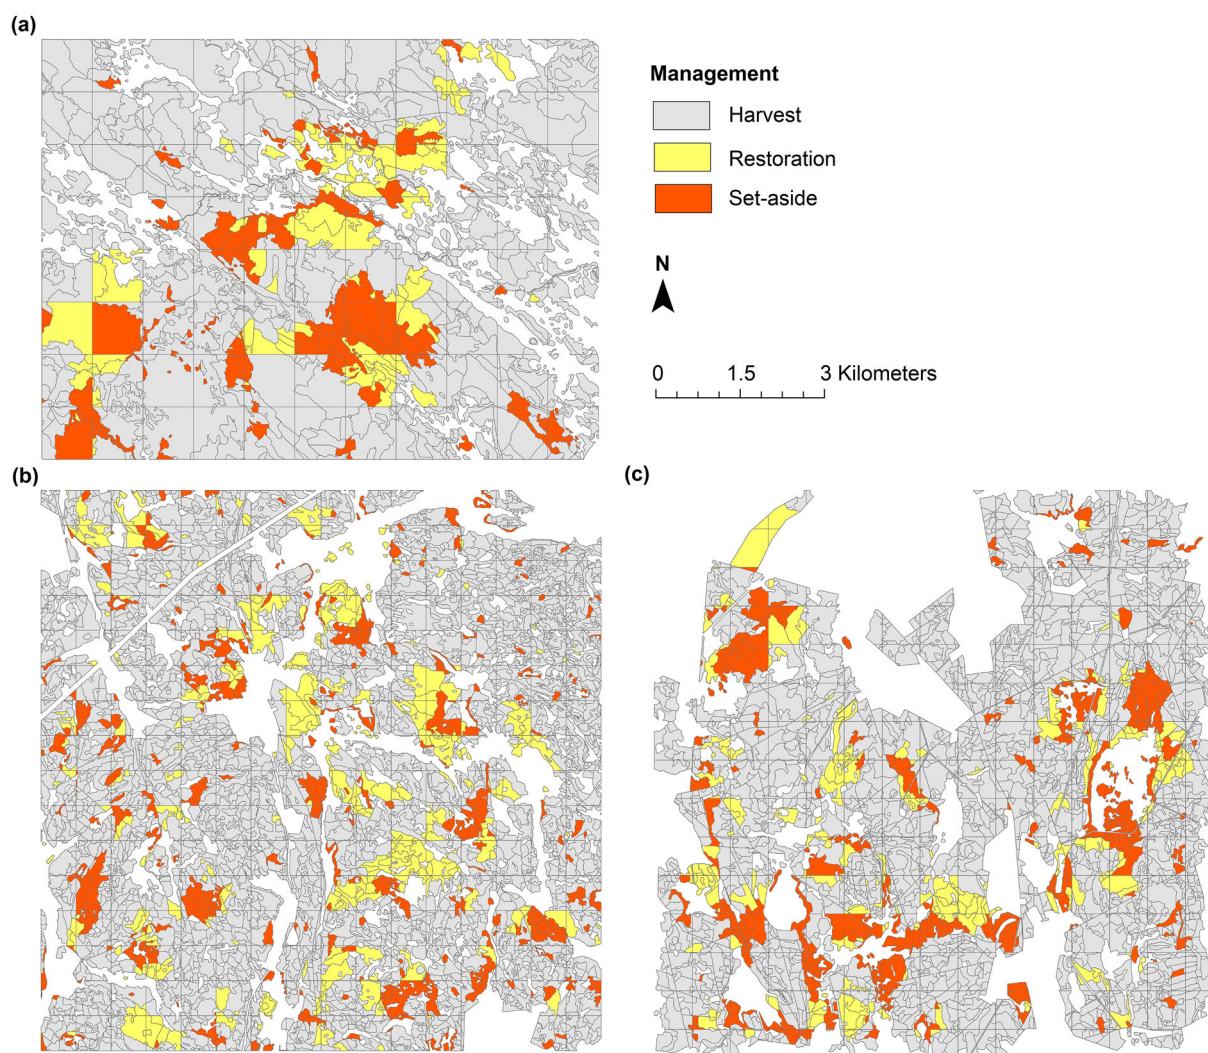 (a)
Management
Harvest
Restoration
Set-aside
N
0 1.5 3 Kilometers
(b)
(c)